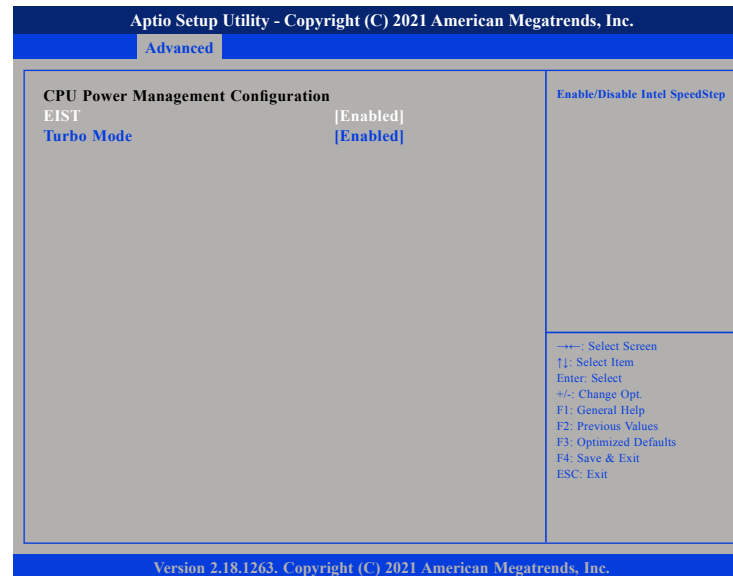 Aptio Setup Utility - Copyright (C) 2021 American Megatrends, Inc.
Advanced
CPU Power Management Configuration
EIST [Enabled]
Turbo Mode [Enabled]
Enable/Disable Intel SpeedStep
→←: Select Screen
↑↓: Select Item
Enter: Select
+/-: Change Opt.
F1: General Help
F2: Previous Values
F3: Optimized Defaults
F4: Save & Exit
ESC: Exit
Version 2.18.1263. Copyright (C) 2021 American Megatrends, Inc.